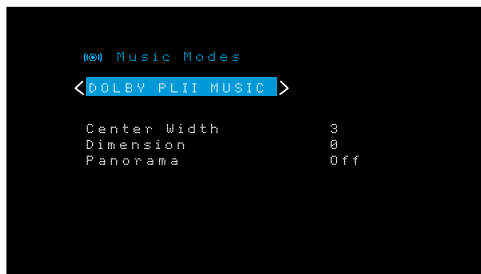 Music Modes
< DOLBY PLII MUSIC >
Center Width 3
Dimension 0
Panorama Off